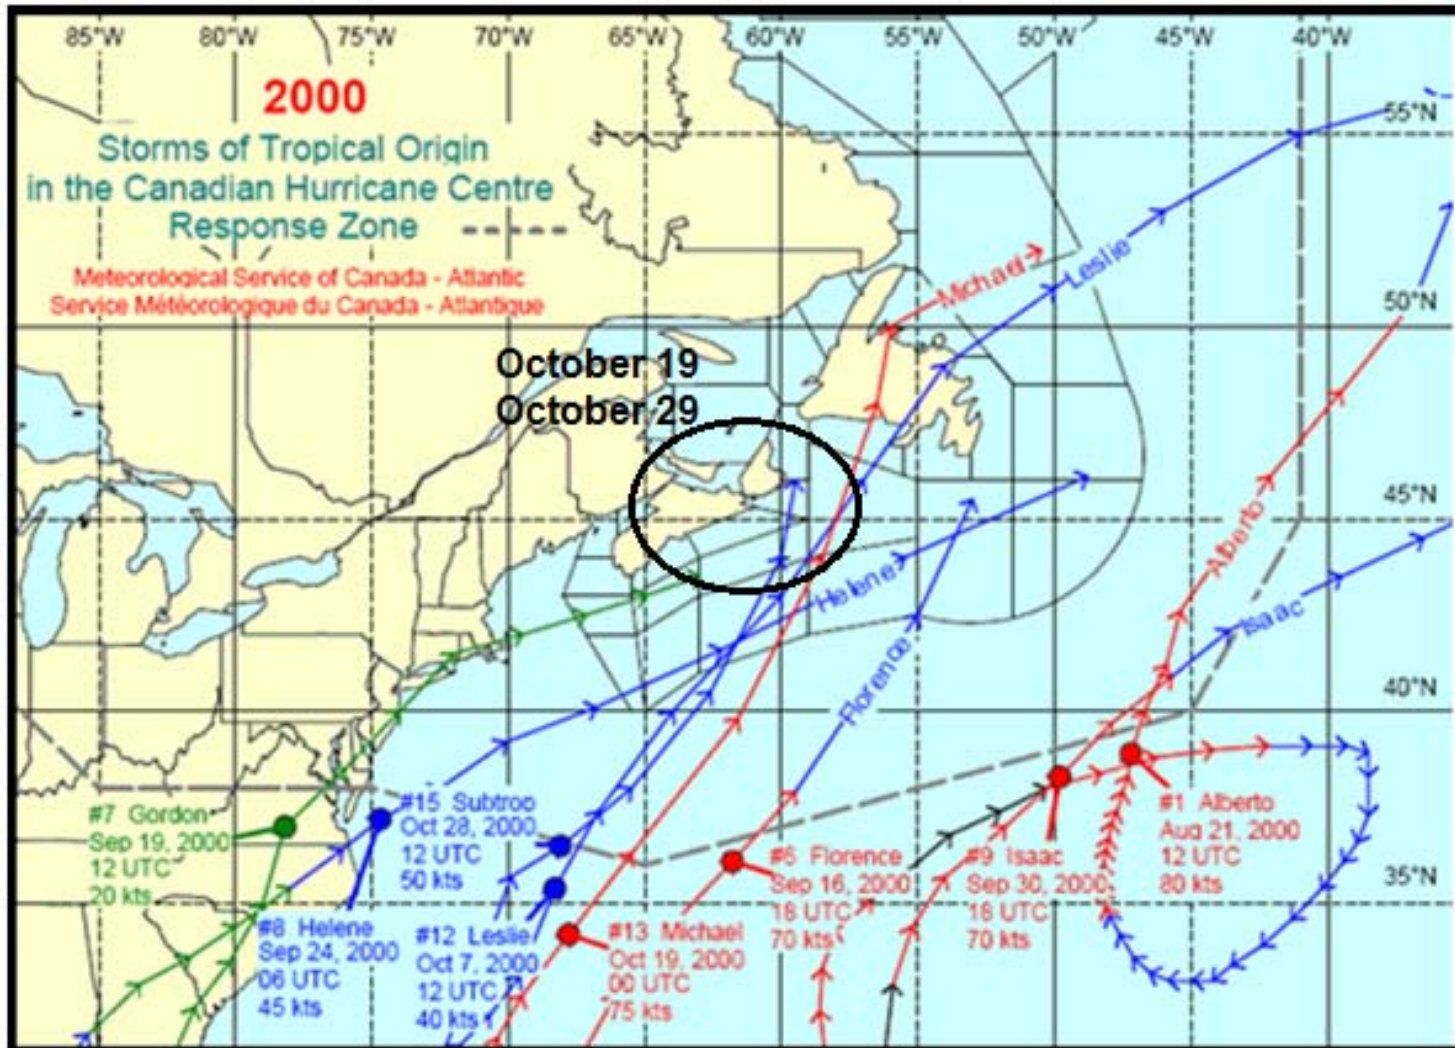 85°W 80°W 75°W 70°W 65°W 60°W 55°W 50°W 45°W 40°W
2000
Storms of Tropical Origin
in the Canadian Hurricane Centre
Response Zone
Meteorological Service of Canada - Atlantic
Service Météorologique du Canada - Atlantique
55°N
Michael
Leslie
50°N
October 19
October 29
45°N
Alberto
Helene
Isaac
Florence
40°N
#7 Gordon
Sep 19, 2000
12 UTC
20 kts
#15 Subtrop
Oct 28, 2000
12 UTC
50 kts
#1 Alberto
Aug 21, 2000
12 UTC
80 kts
#6 Florence
Sep 16, 2000
18 UTC
70 kts
#9 Isaac
Sep 30, 2000
18 UTC
70 kts
35°N
#8 Helene
Sep 24, 2000
06 UTC
45 kts
#12 Leslie
Oct 7, 2000
12 UTC
40 kts
#13 Michael
Oct 19, 2000
00 UTC
75 kts